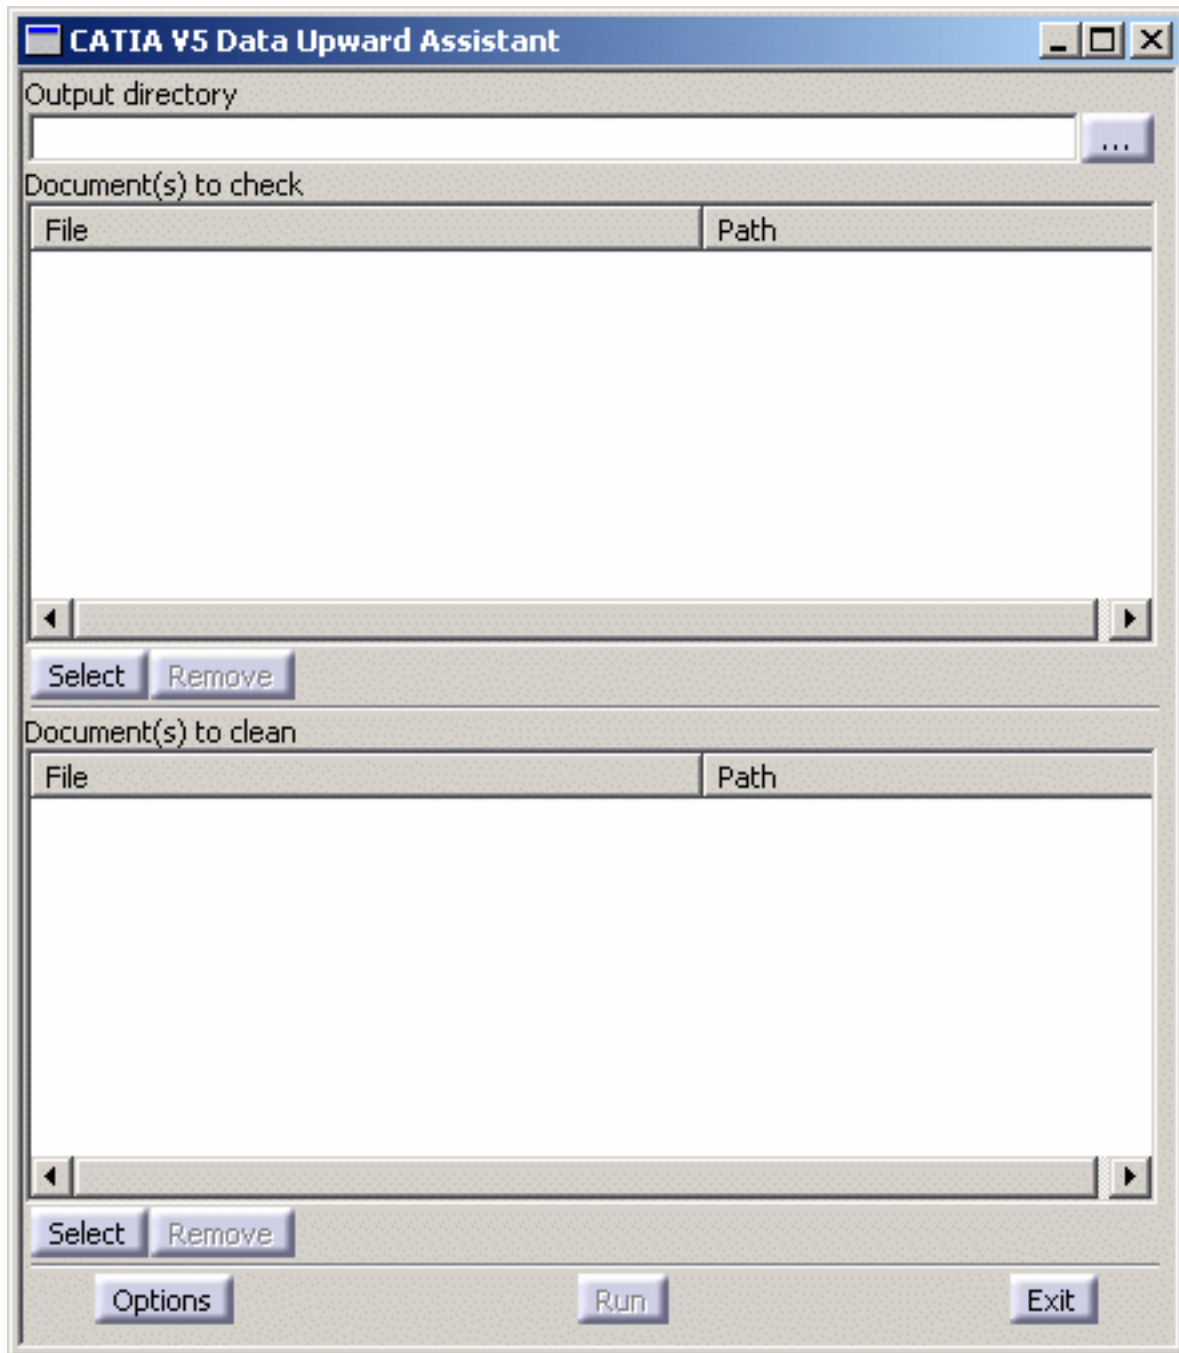 CATIA V5 Data Upward Assistant
Output directory
...
Document(s) to check
File Path
Select Remove
Document(s) to clean
File Path
Select Remove
Options Run Exit